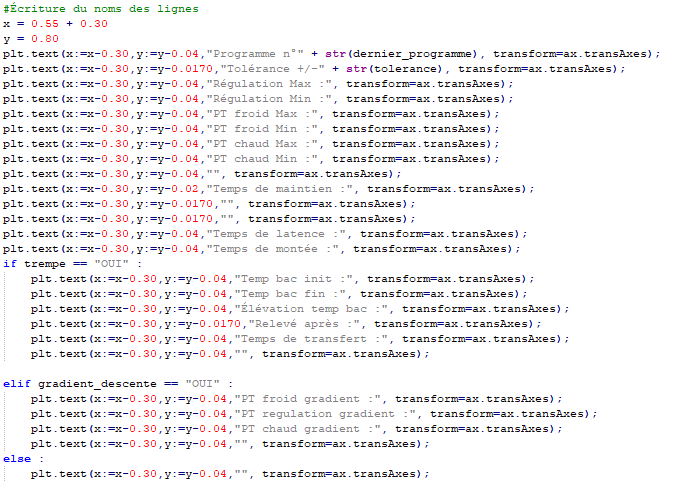 #Écriture du noms des lignes
x = 0.55 + 0.30
y = 0.80
plt.text(x:=x-0.30,y:=y-0.04,"Programme n°" + str(dernier_programme), transform=ax.transAxes);
plt.text(x:=x-0.30,y:=y-0.0170,"Tolérance +/-" + str(tolerance), transform=ax.transAxes);
plt.text(x:=x-0.30,y:=y-0.04,"Régulation Max :", transform=ax.transAxes);
plt.text(x:=x-0.30,y:=y-0.04,"Régulation Min :", transform=ax.transAxes);
plt.text(x:=x-0.30,y:=y-0.04,"PT froid Max :", transform=ax.transAxes);
plt.text(x:=x-0.30,y:=y-0.04,"PT froid Min :", transform=ax.transAxes);
plt.text(x:=x-0.30,y:=y-0.04,"PT chaud Max :", transform=ax.transAxes);
plt.text(x:=x-0.30,y:=y-0.04,"PT chaud Min :", transform=ax.transAxes);
plt.text(x:=x-0.30,y:=y-0.04,"", transform=ax.transAxes);
plt.text(x:=x-0.30,y:=y-0.02,"Temps de maintien :", transform=ax.transAxes);
plt.text(x:=x-0.30,y:=y-0.0170,"", transform=ax.transAxes);
plt.text(x:=x-0.30,y:=y-0.0170,"", transform=ax.transAxes);
plt.text(x:=x-0.30,y:=y-0.04,"Temps de latence :", transform=ax.transAxes);
plt.text(x:=x-0.30,y:=y-0.04,"Temps de montée :", transform=ax.transAxes);
if trempe == "OUI" :
    plt.text(x:=x-0.30,y:=y-0.04,"Temp bac init :", transform=ax.transAxes);
    plt.text(x:=x-0.30,y:=y-0.04,"Temp bac fin :", transform=ax.transAxes);
    plt.text(x:=x-0.30,y:=y-0.04,"Élévation temp bac :", transform=ax.transAxes);
    plt.text(x:=x-0.30,y:=y-0.0170,"Relevé après :", transform=ax.transAxes);
    plt.text(x:=x-0.30,y:=y-0.04,"Temps de transfert :", transform=ax.transAxes);
    plt.text(x:=x-0.30,y:=y-0.04,"", transform=ax.transAxes);
elif gradient_descente == "OUI" :
    plt.text(x:=x-0.30,y:=y-0.04,"PT froid gradient :", transform=ax.transAxes);
    plt.text(x:=x-0.30,y:=y-0.04,"PT regulation gradient :", transform=ax.transAxes);
    plt.text(x:=x-0.30,y:=y-0.04,"PT chaud gradient :", transform=ax.transAxes);
    plt.text(x:=x-0.30,y:=y-0.04,"", transform=ax.transAxes);
else :
    plt.text(x:=x-0.30,y:=y-0.04,"", transform=ax.transAxes);